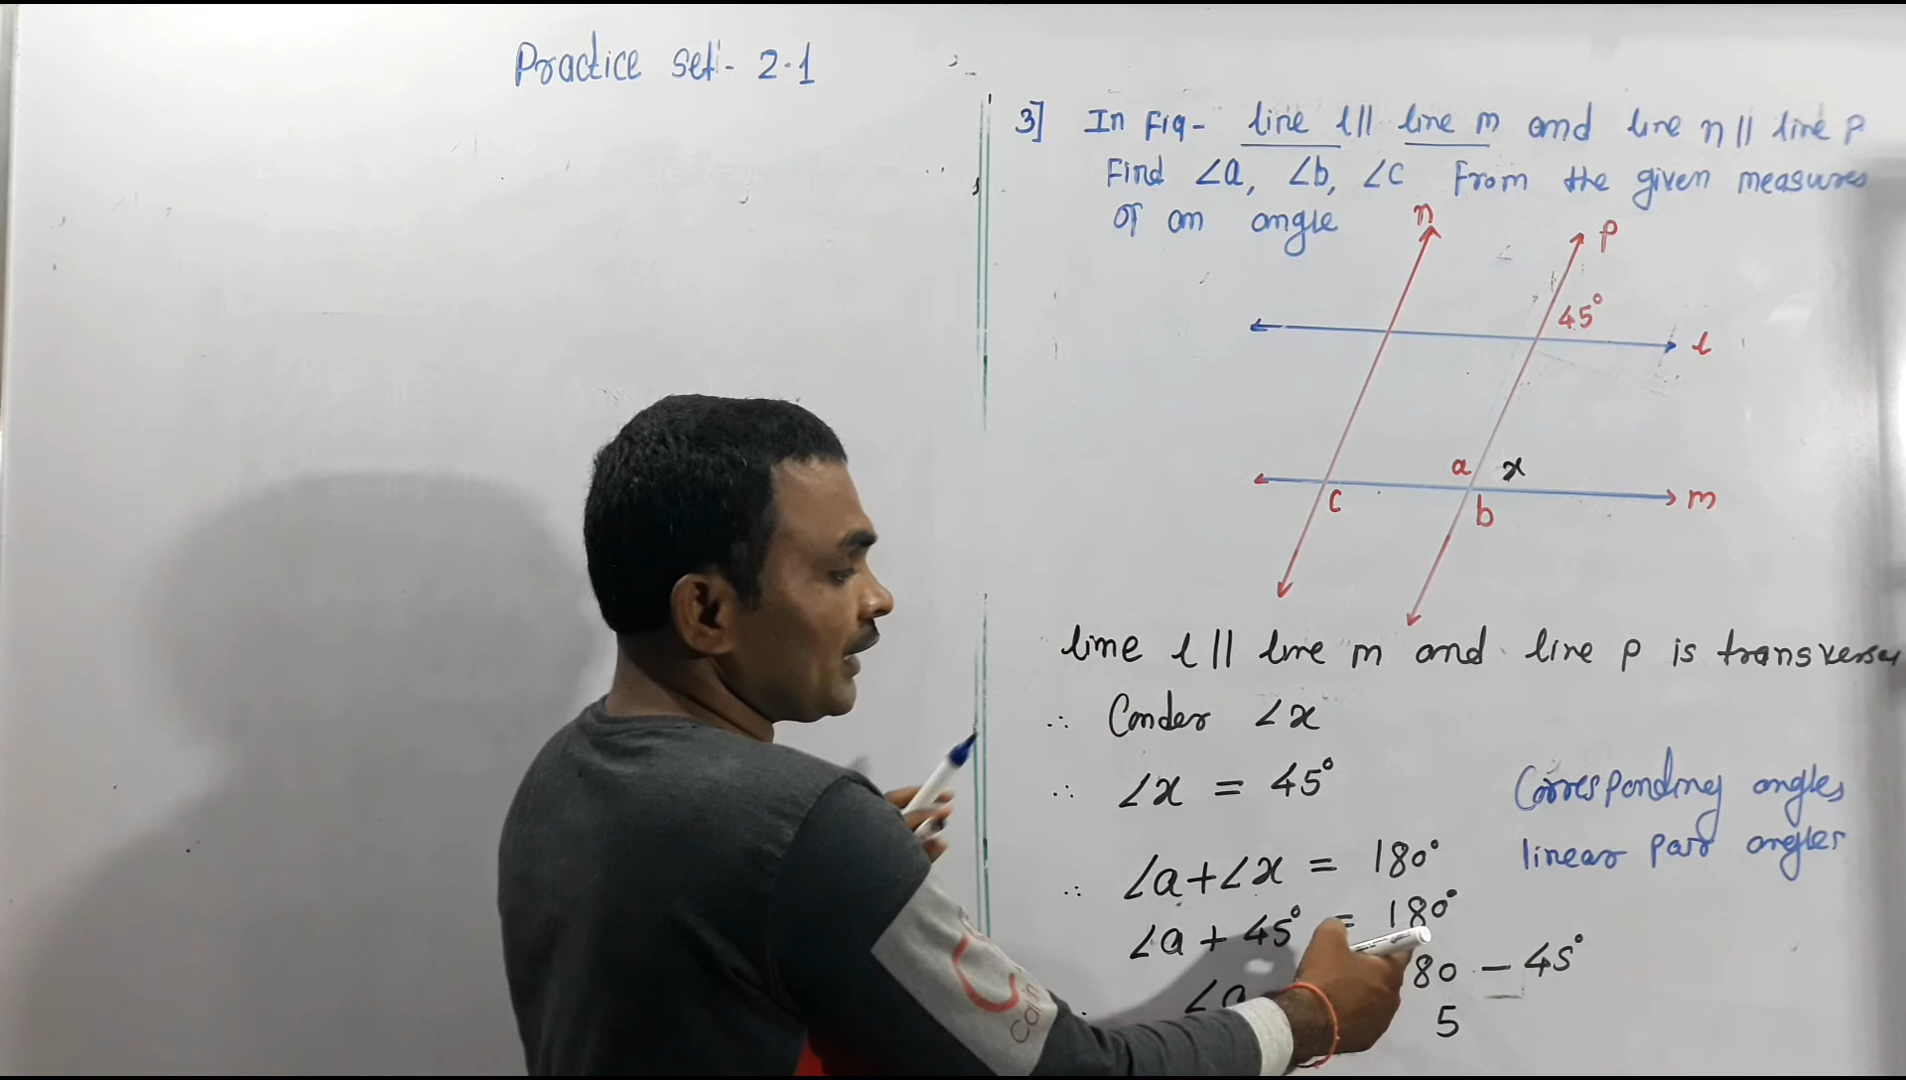 Practice Set - 2.1
3] In Fig- line l || line m and line n || line p
Find ∠a, ∠b, ∠c From the given measures
of an angle
n
p
45°
l
a x
m
c
b
line l || line m and line p is transversal
∴ Conder ∠x
∴ ∠x = 45° Corresponding angles
∴ ∠a + ∠x = 180° linear pair angles
∠a + 45° = 180°
∠a 80 - 45°
5